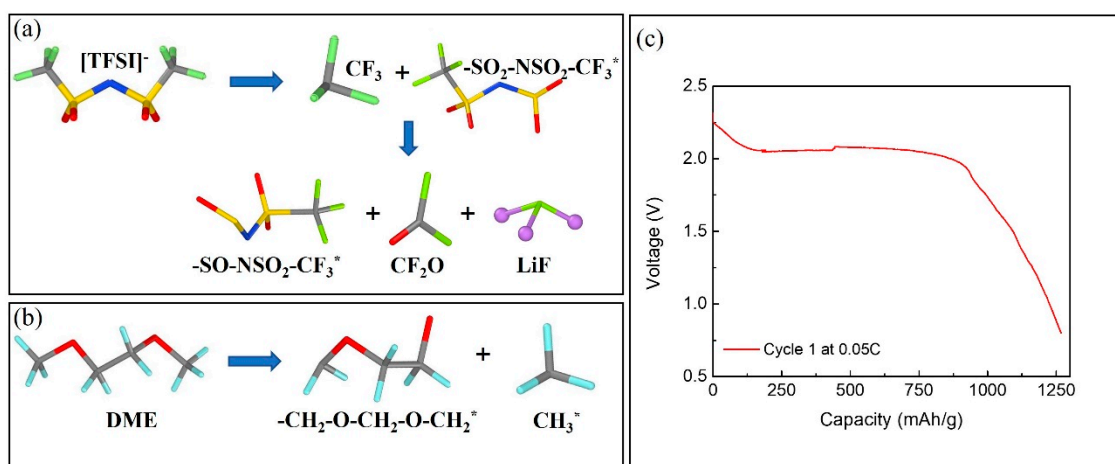 (a)
[TFSI]-
CF3 + -SO2-NSO2-CF3*
-SO-NSO2-CF3* + CF2O + LiF
(b)
DME
-CH2-O-CH2-O-CH2* + CH3*
(c)
2.5
2.0
1.5
1.0
0.5
Voltage (V)
Cycle 1 at 0.05C
0 250 500 750 1000 1250
Capacity (mAh/g)